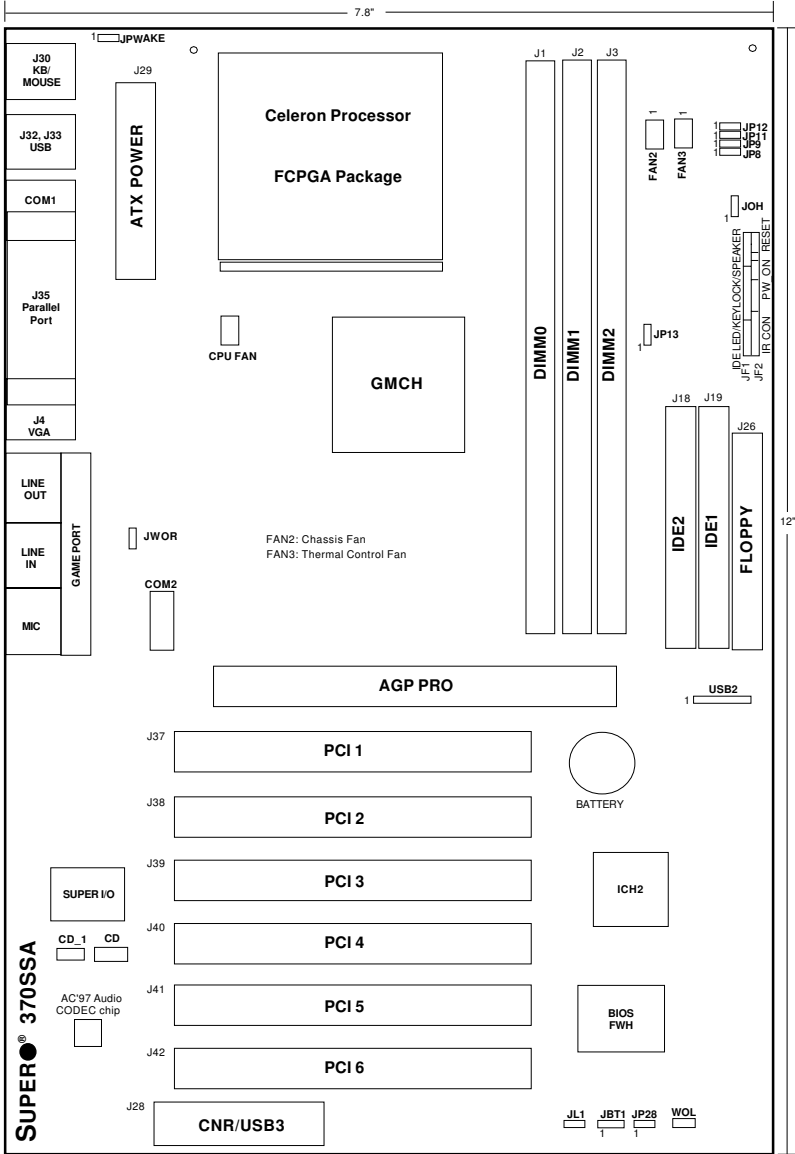 7.8"
1 JPWAKE
J30
KB/
MOUSE
J29
J1
J2
J3
ATX POWER
Celeron Processor
FCPGA Package
J32, J33
USB
COM1
J35
Parallel
Port
J4
VGA
CPU FAN
GMCH
DIMM0
DIMM1
DIMM2
1
FAN2
1
FAN3
1 JP12
1 JP11
1 JP9
1 JP8
JOH
1
IDE LED/KEYLOCK/SPEAKER
JF1
IR CON PW_ON RESET
JF2
JP13
1
J18
J19
J26
IDE2
IDE1
FLOPPY
12"
LINE
OUT
LINE
IN
MIC
GAME PORT
JWOR
FAN2: Chassis Fan
FAN3: Thermal Control Fan
COM2
AGP PRO
USB2
1
J37
PCI 1
BATTERY
J38
PCI 2
J39
PCI 3
ICH2
SUPER I/O
J40
PCI 4
CD_1
CD
J41
PCI 5
AC'97 Audio
CODEC chip
BIOS
FWH
J42
PCI 6
J28
CNR/USB3
JL1
JBT1
1
JP28
1
WOL
SUPER® 370SSA